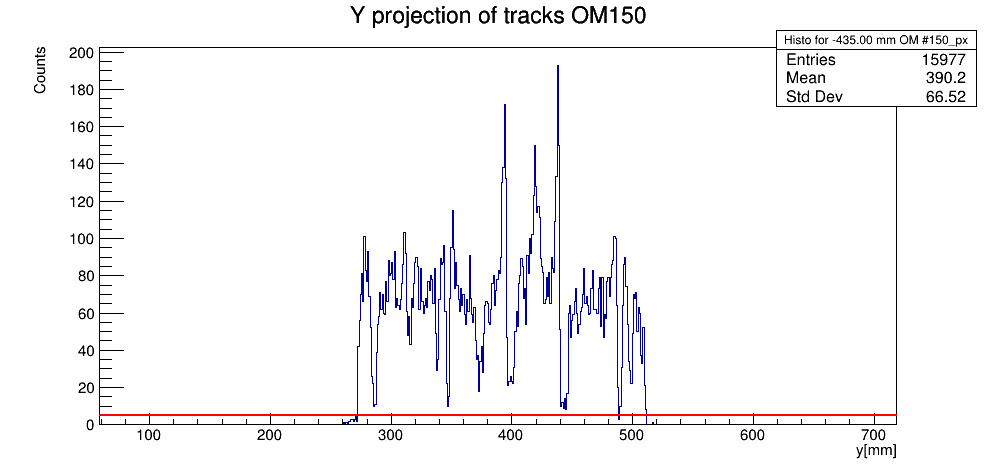 Y projection of tracks OM150
Histo for -435.00 mm OM #150_px
Entries 15977
Mean 390.2
Std Dev 66.52
Counts
200
180
160
140
120
100
80
60
40
20
0
100 200 300 400 500 600 700
y[mm]